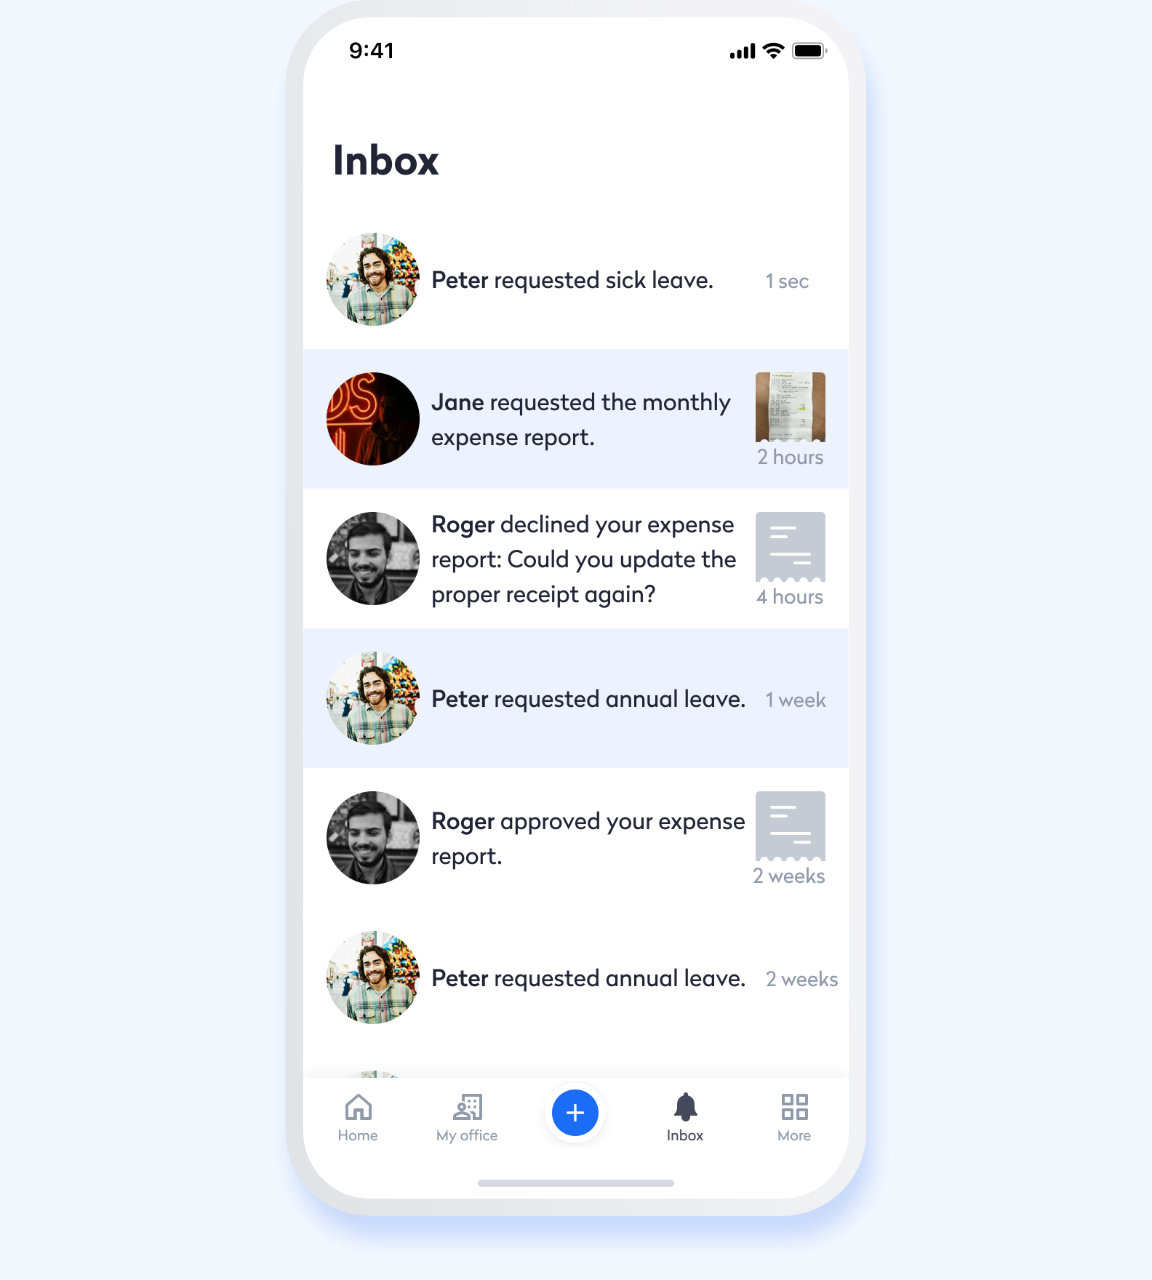 9:41
Inbox
Peter requested sick leave.
1 sec
Jane requested the monthly
expense report.
2 hours
Roger declined your expense
report: Could you update the
proper receipt again?
4 hours
Peter requested annual leave.
1 week
Roger approved your expense
report.
2 weeks
Peter requested annual leave.
2 weeks
Home
My office
Inbox
More